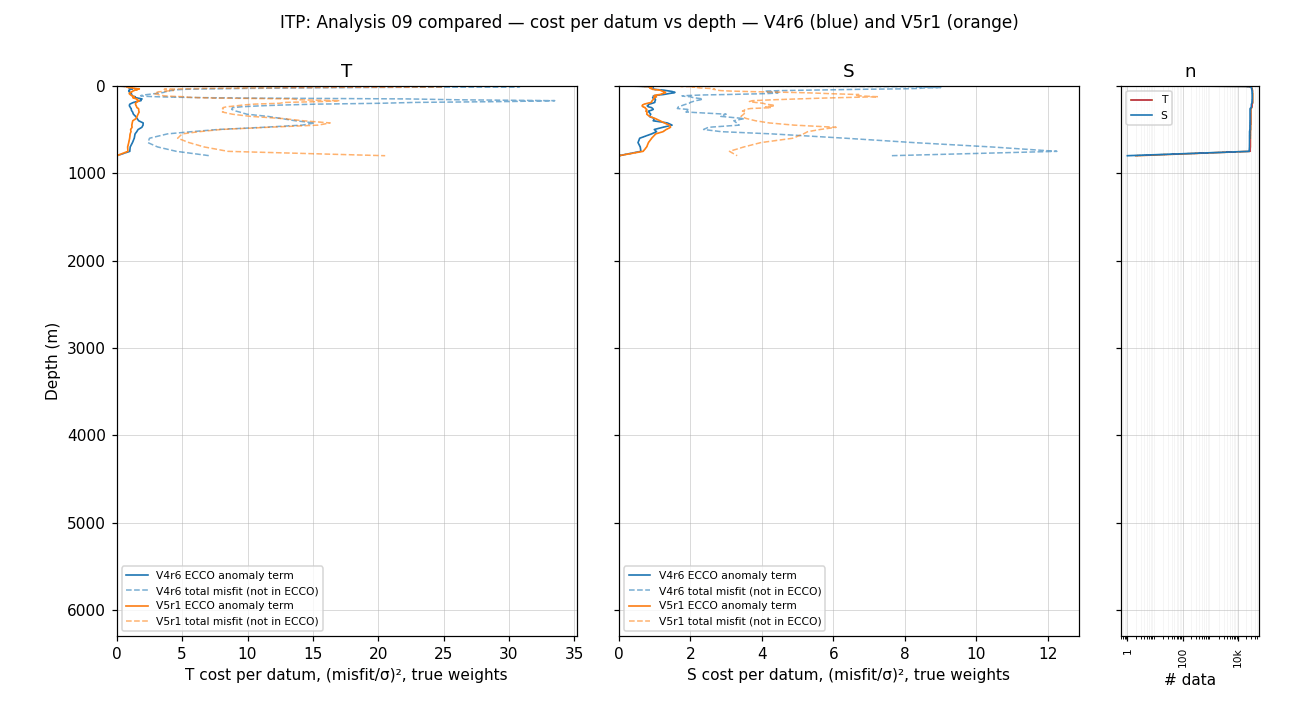 ITP: Analysis 09 compared — cost per datum vs depth — V4r6 (blue) and V5r1 (orange)
T
S
n
0
1000
2000
3000
4000
5000
6000
Depth (m)
V4r6 ECCO anomaly term
V4r6 total misfit (not in ECCO)
V5r1 ECCO anomaly term
V5r1 total misfit (not in ECCO)
0 5 10 15 20 25 30 35
T cost per datum, (misfit/σ)², true weights
V4r6 ECCO anomaly term
V4r6 total misfit (not in ECCO)
V5r1 ECCO anomaly term
V5r1 total misfit (not in ECCO)
0 2 4 6 8 10 12
S cost per datum, (misfit/σ)², true weights
T
S
1 100 10k
# data